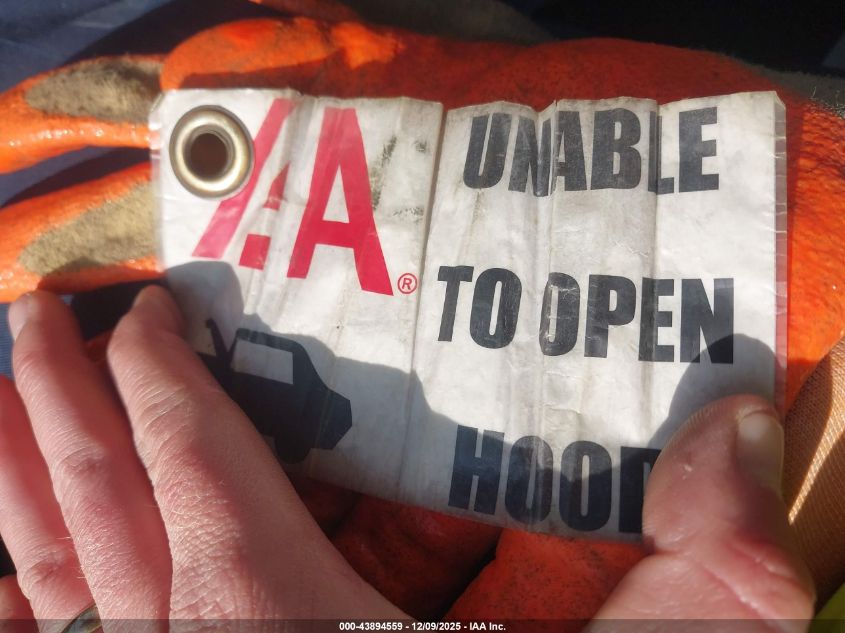 IAA®
UNABLE
TO OPEN
HOOD
000-43894559 - 12/09/2025 - IAA Inc.